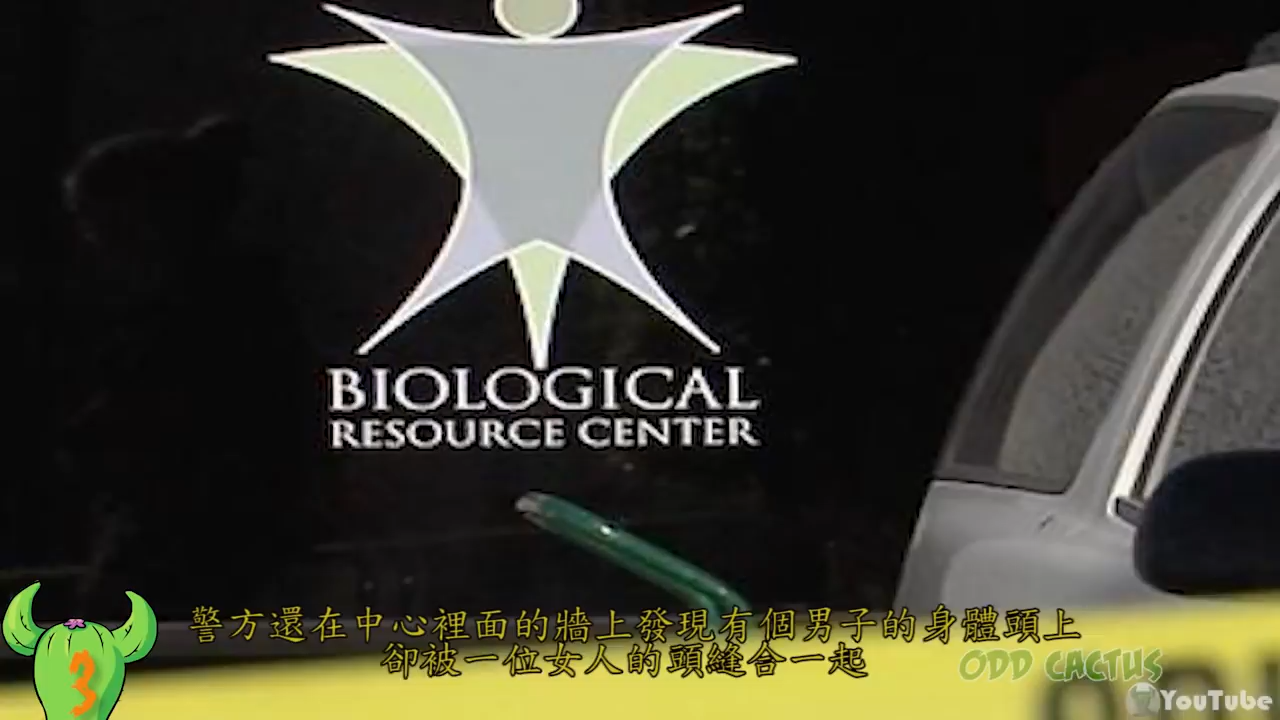 BIOLOGICAL
RESOURCE CENTER
警方還在中心裡面的牆上發現有個男子的身體頭上
卻被一位女人的頭縫合一起
3
ODD CACTUS
YouTube